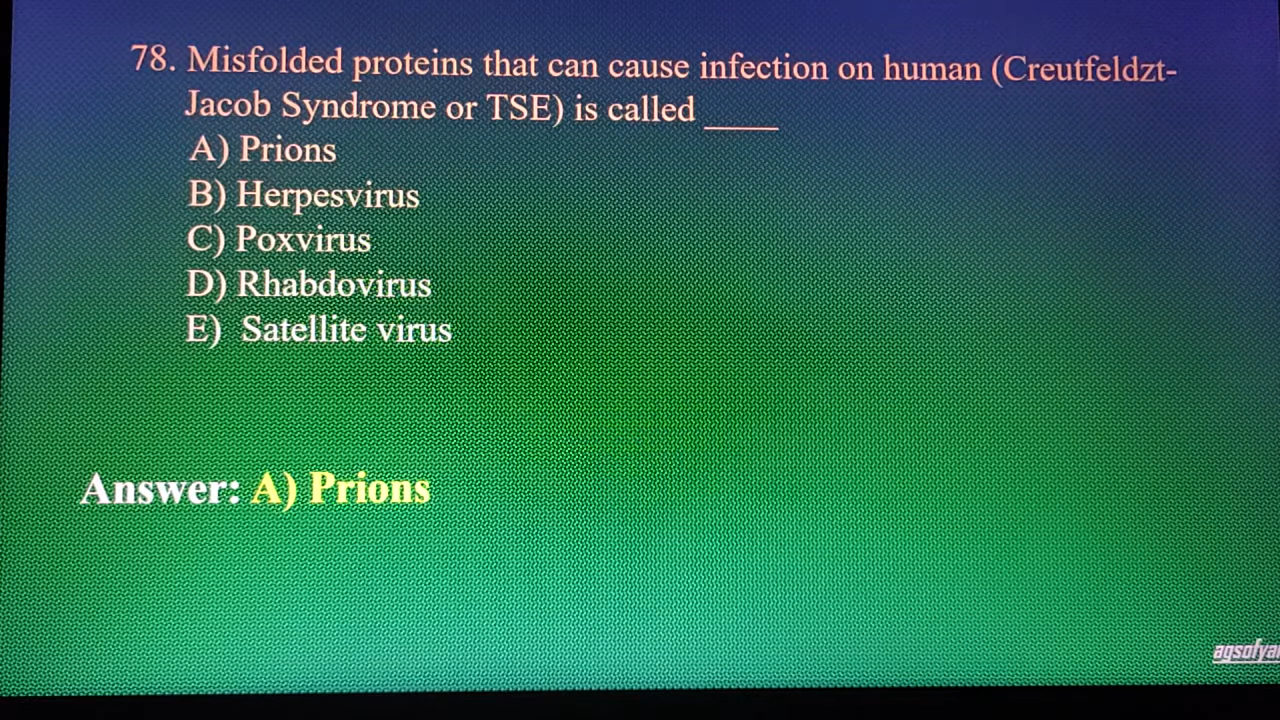 78. Misfolded proteins that can cause infection on human (Creutfeldzt-
Jacob Syndrome or TSE) is called ____
A) Prions
B) Herpesvirus
C) Poxvirus
D) Rhabdovirus
E) Satellite virus
Answer: A) Prions